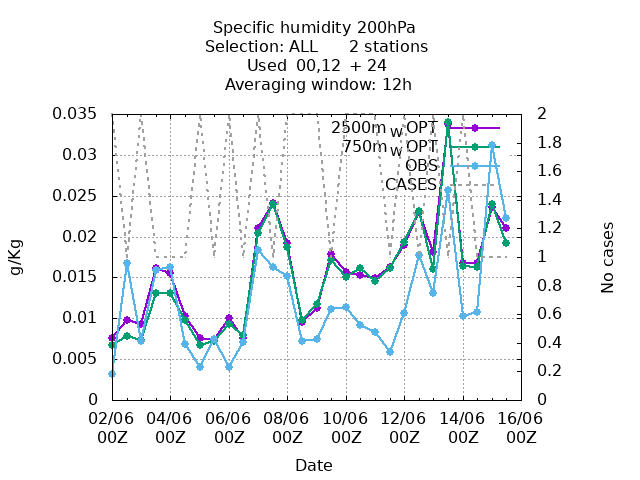 Specific humidity 200hPa
Selection: ALL 2 stations
Used 00,12 + 24
Averaging window: 12h
0.035 2
2500m_W OPT
750m_W OPT
OBS
CASES
0.03 1.8
0.025 1.6
0.02 1.4
0.015 1.2
0.01 1
0.005 0.8
0 0.6
0.4
0.2
0
g/Kg
No cases
02/06 04/06 06/06 08/06 10/06 12/06 14/06 16/06
00Z 00Z 00Z 00Z 00Z 00Z 00Z 00Z
Date